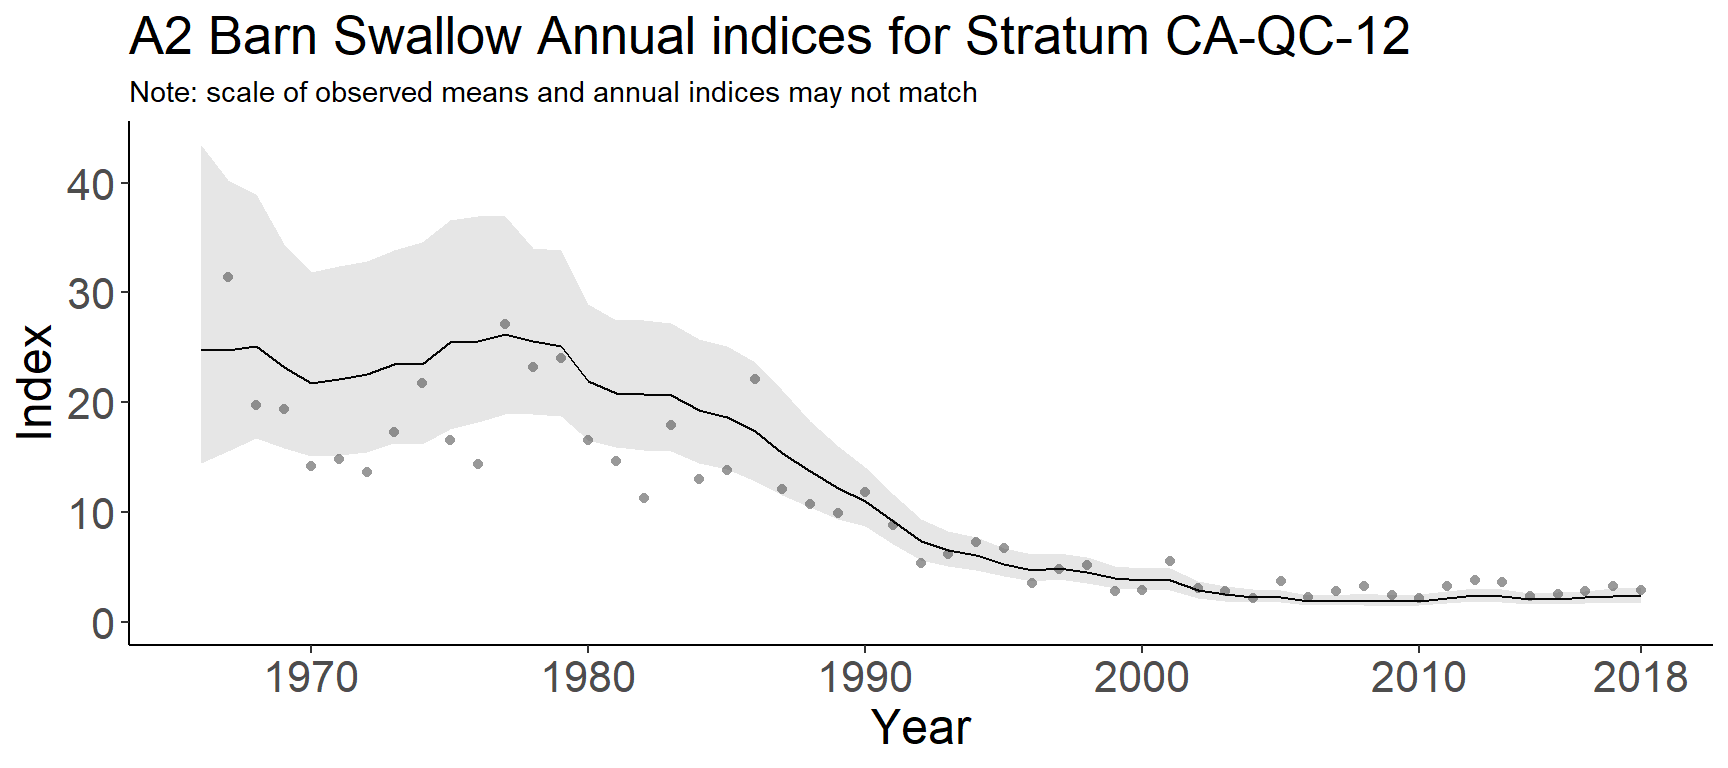 A2 Barn Swallow Annual indices for Stratum CA-QC-12
Note: scale of observed means and annual indices may not match
Index
40
30
20
10
0
1970 1980 1990 2000 2010 2018
Year